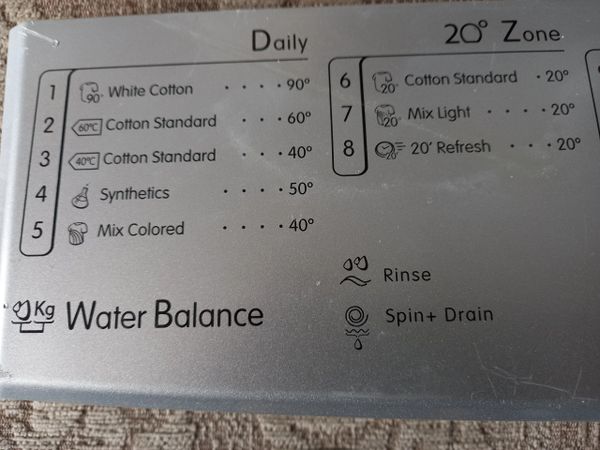 Daily
1 90 White Cotton · · · · 90°
2 60°C Cotton Standard · · · · 60°
3 40°C Cotton Standard · · · · 40°
4 Synthetics · · · · 50°
5 Mix Colored · · · · 40°
20° Zone
6 20 Cotton Standard · 20°
7 20 Mix Light · · · · 20°
8 20' 20' Refresh · · · 20°
Rinse
Spin+ Drain
Kg Water Balance